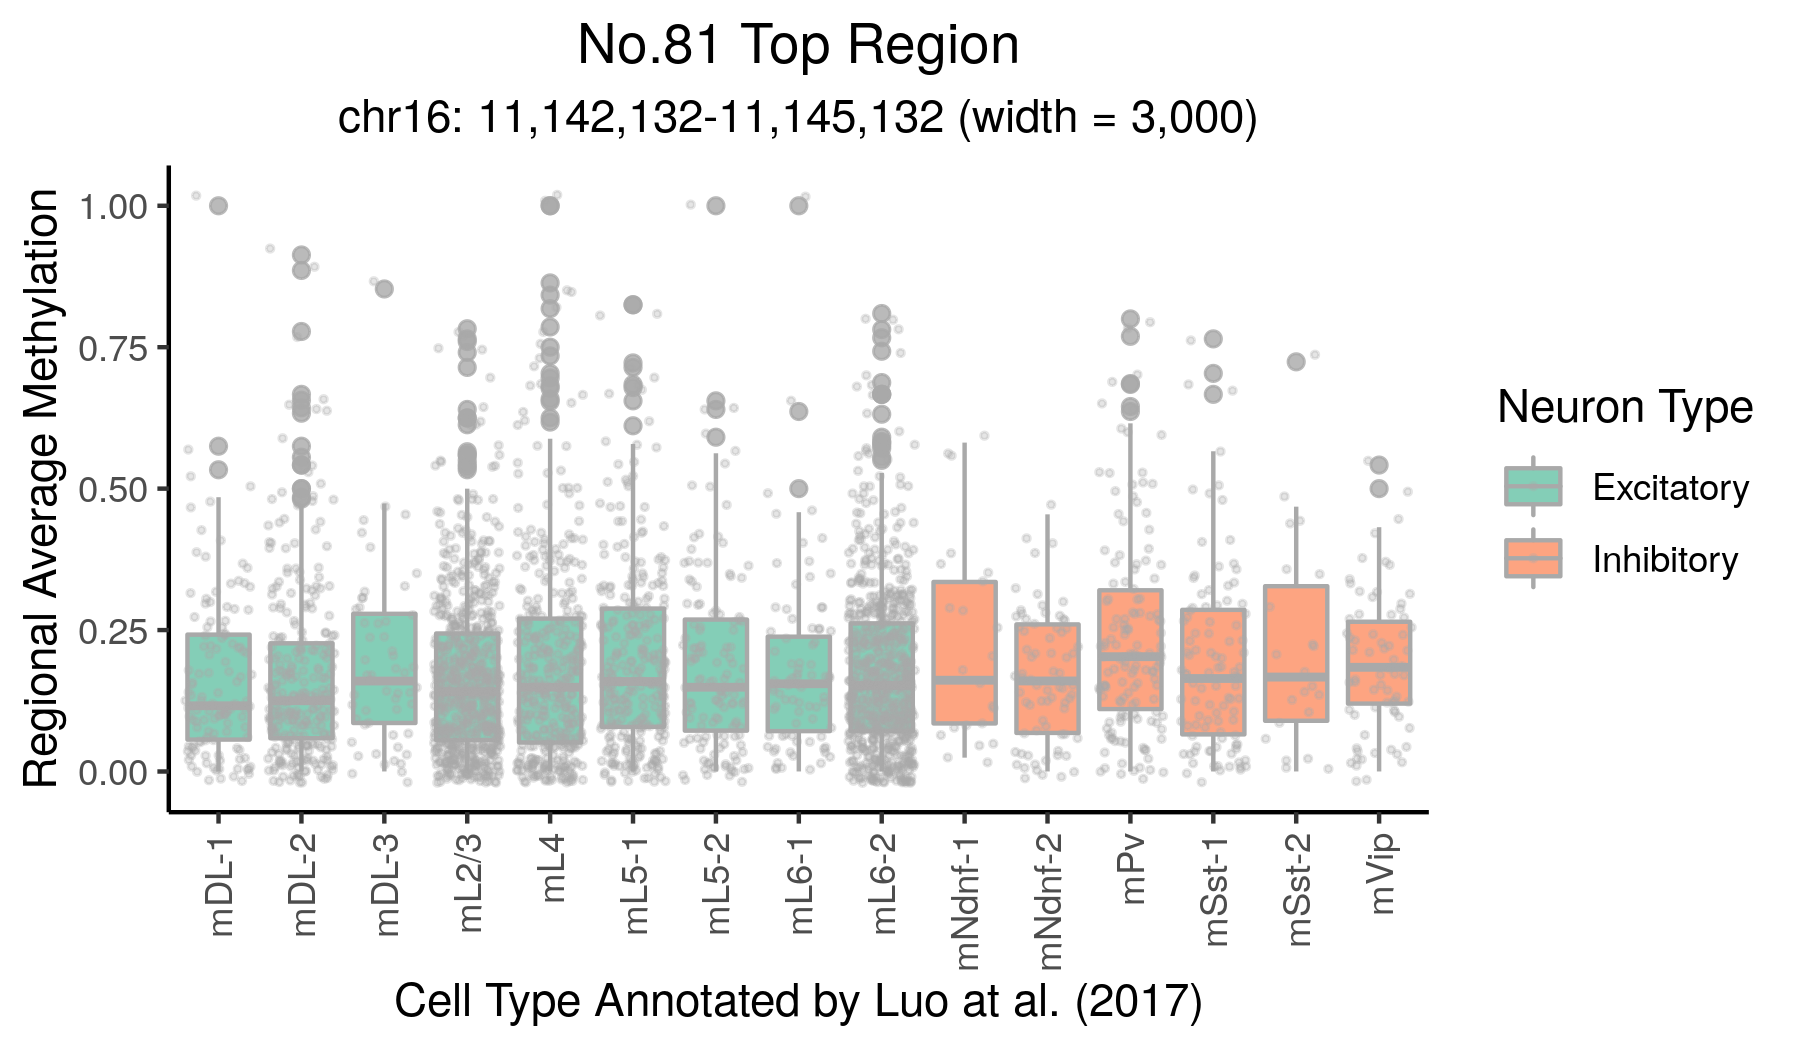 No.81 Top Region
chr16: 11,142,132-11,145,132 (width = 3,000)
Regional Average Methylation
1.00
0.75
0.50
0.25
0.00
mDL-1
mDL-2
mDL-3
mL2/3
mL4
mL5-1
mL5-2
mL6-1
mL6-2
mNdnf-1
mNdnf-2
mPv
mSst-1
mSst-2
mVip
Cell Type Annotated by Luo at al. (2017)
Neuron Type
Excitatory
Inhibitory